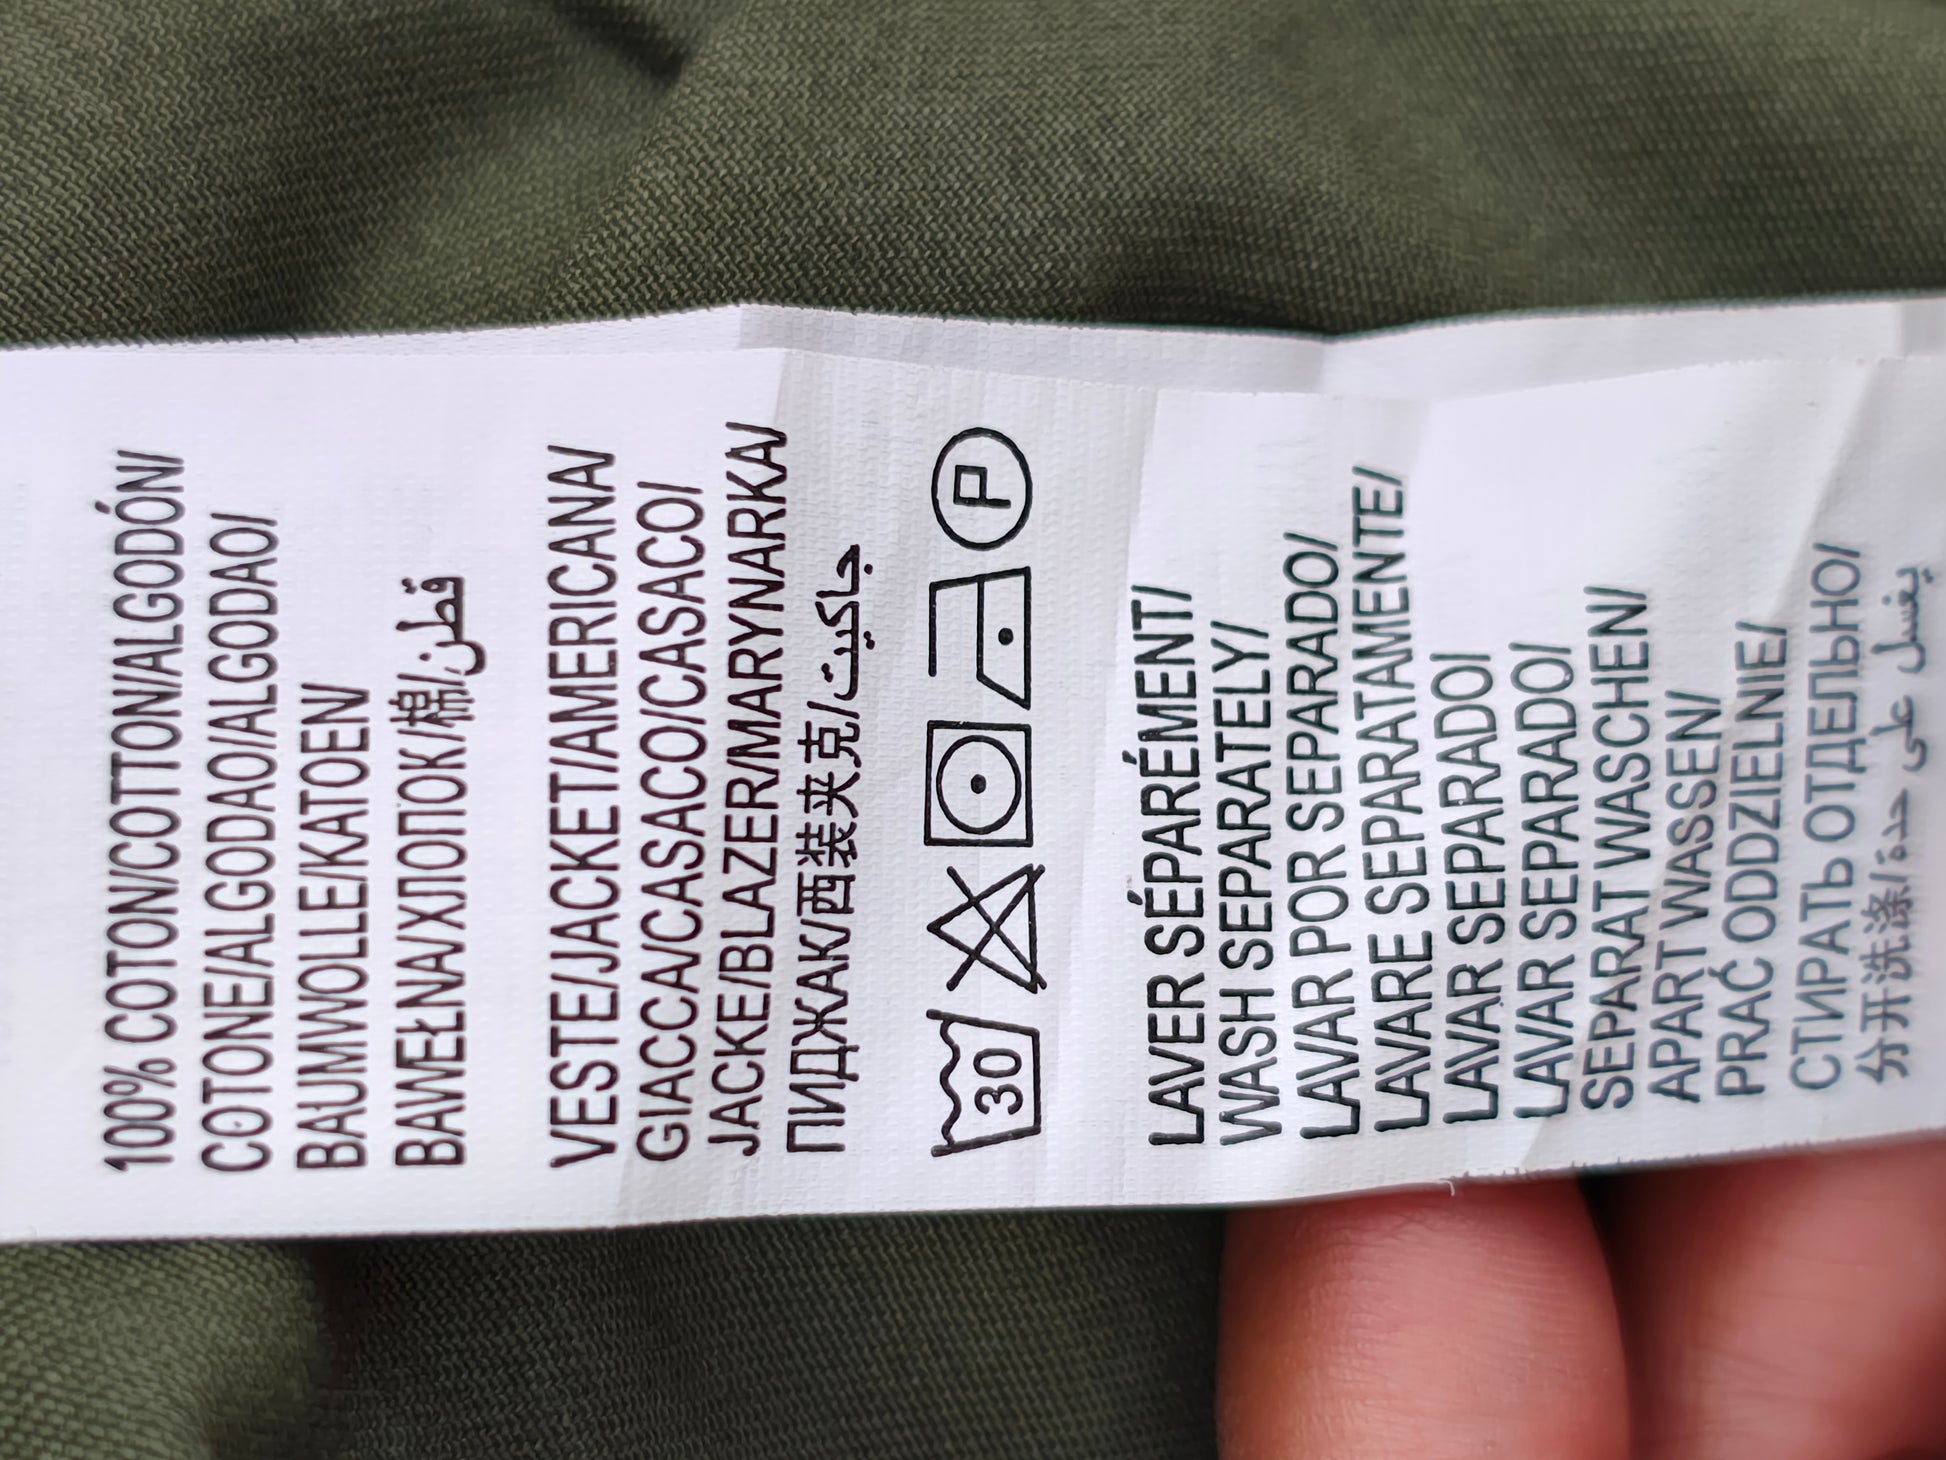 100% COTON/COTTON/ALGODÓN/
COTONE/ALGODAO/ALGODAO/
BAUMWOLLE/KATOEN/
BAWEŁNA/ХЛОПОК/棉/قطن/
VESTE/JACKET/AMERICANA/
GIACCA/CASACO/CASACO/
JACKE/BLAZER/MARYNARKA/
ПИДЖАК/西装夹克/جاكيت/
30 P
LAVER SÉPARÉMENT/
WASH SEPARATELY/
LAVAR POR SEPARADO/
LAVARE SEPARATAMENTE/
LAVAR SEPARADO/
LAVAR SEPARADO/
SEPARAT WASCHEN/
APART WASSEN/
PRAĆ ODDZIELNIE/
СТИРАТЬ ОТДЕЛЬНО/
分开洗涤/يغسل على حدة